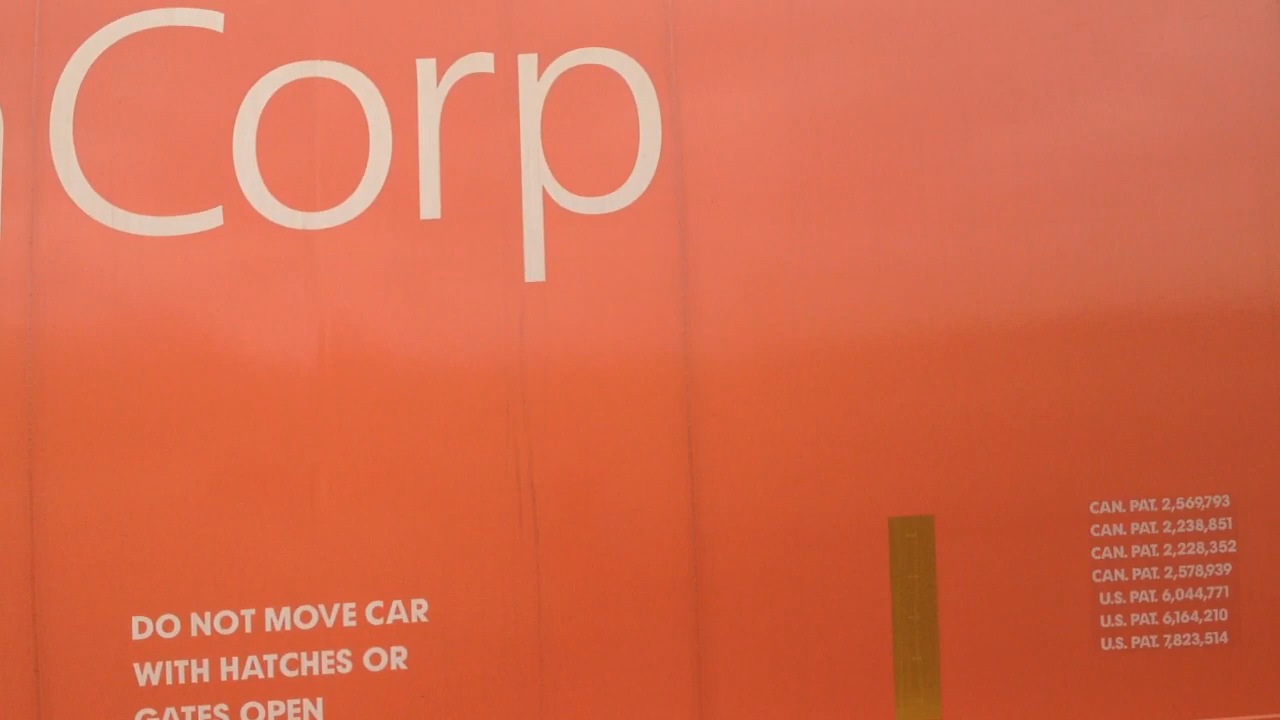 Corp
DO NOT MOVE CAR
WITH HATCHES OR
GATES OPEN
CAN. PAT. 2,569,793
CAN. PAT. 2,238,851
CAN. PAT. 2,228,352
CAN. PAT. 2,578,939
U.S. PAT. 6,044,771
U.S. PAT. 6,164,210
U.S. PAT. 7,823,514